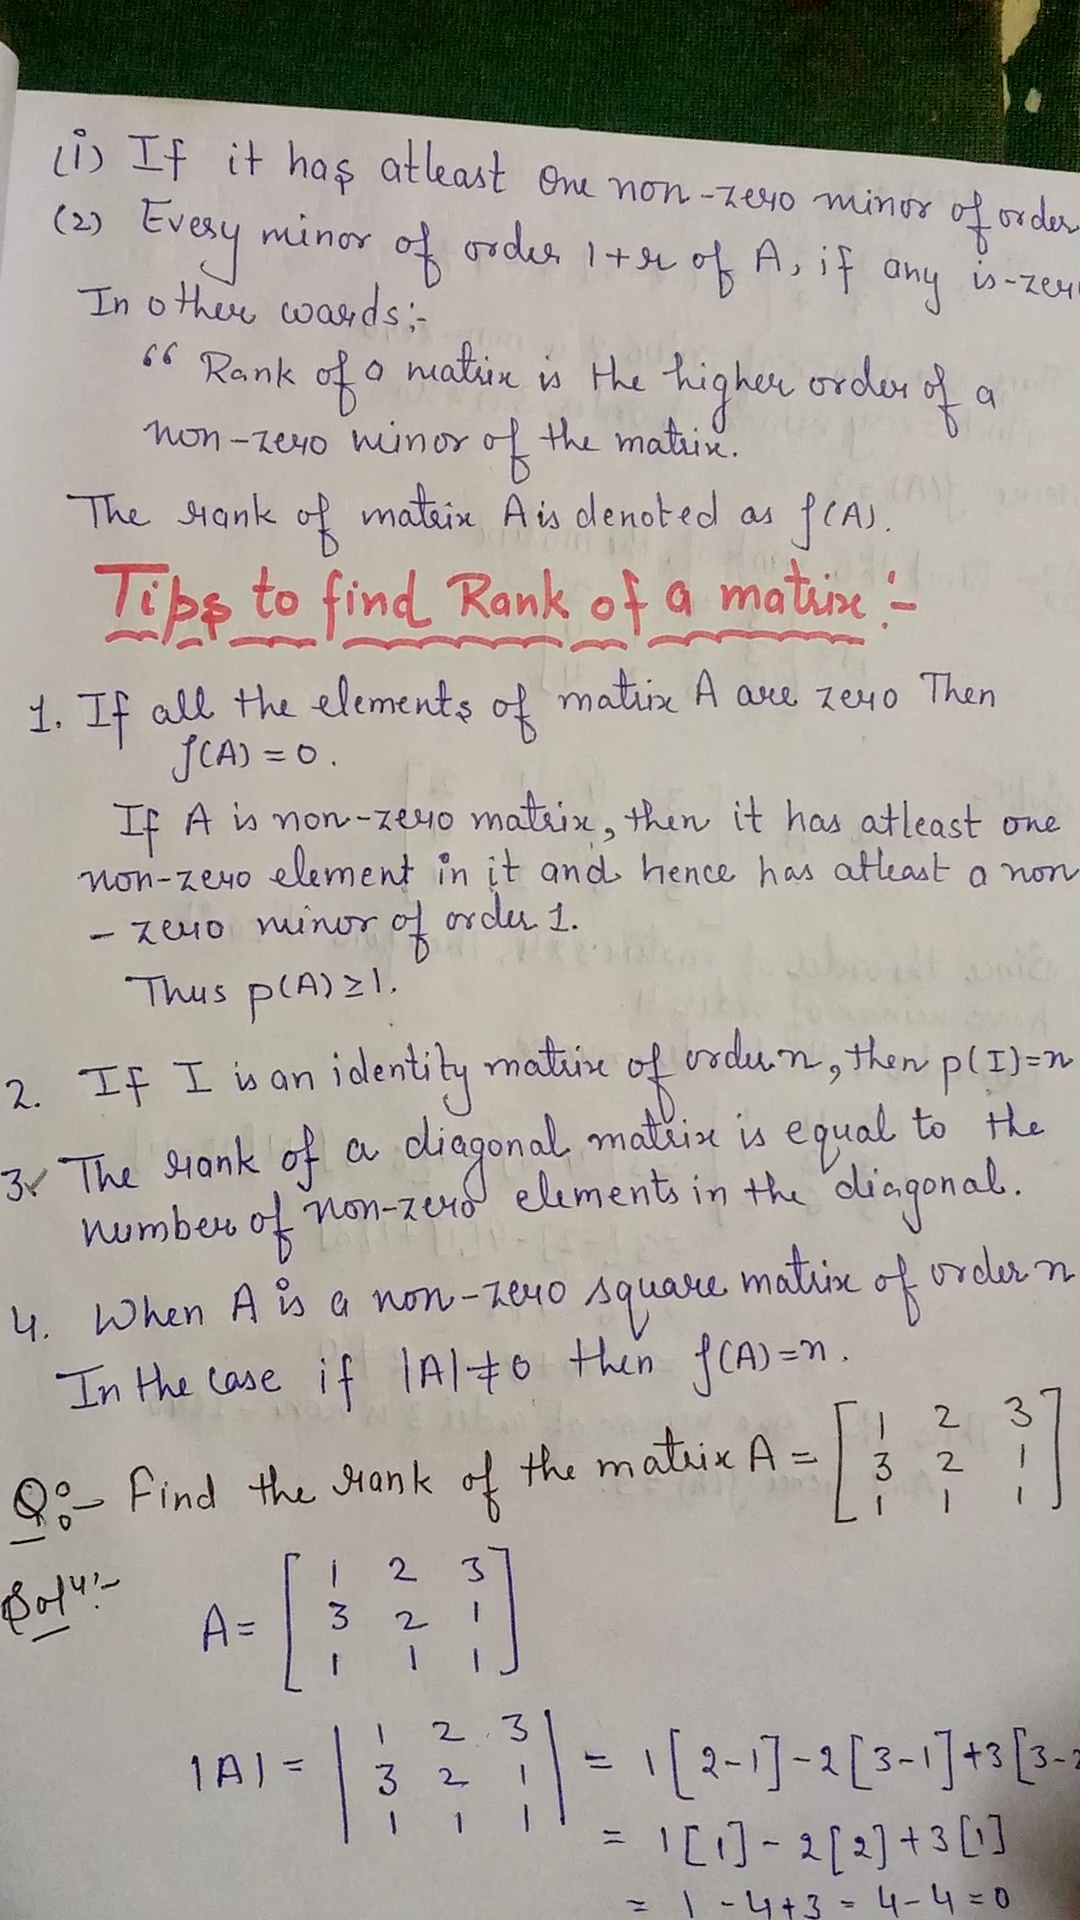 (i) If it has atleast one non-zero minor of order
(2) Every minor of order 1+r of A, if any is-zero
In other words;-
“ Rank of a matrix is the higher order of a
non-zero minor of the matrix.
The rank of matrix A is denoted as ρ(A).
Tips to find Rank of a matrix :-
1. If all the elements of matrix A are zero Then
ρ(A) = 0.
If A is non-zero matrix, then it has atleast one
non-zero element in it and hence has atleast a non
- zero minor of order 1.
Thus p(A) ≥ 1.
2. If I is an identity matrix of order n, then p(I)=n
3. The rank of a diagonal matrix is equal to the
number of non-zero elements in the diagonal.
4. When A is a non-zero square matrix of order n
In the case if |A| ≠ 0 then ρ(A)=n.
Q:- Find the rank of the matrix A = [ 1 2 3
3 2 1
1 1 1 ]
Solⁿ:-
A= [ 1 2 3
3 2 1
1 1 1 ]
|A| = | 1 2 3
3 2 1
1 1 1 | = 1[2-1]-2[3-1]+3[3-2
= 1[1]-2[2]+3[1]
= 1-4+3 = 4-4=0